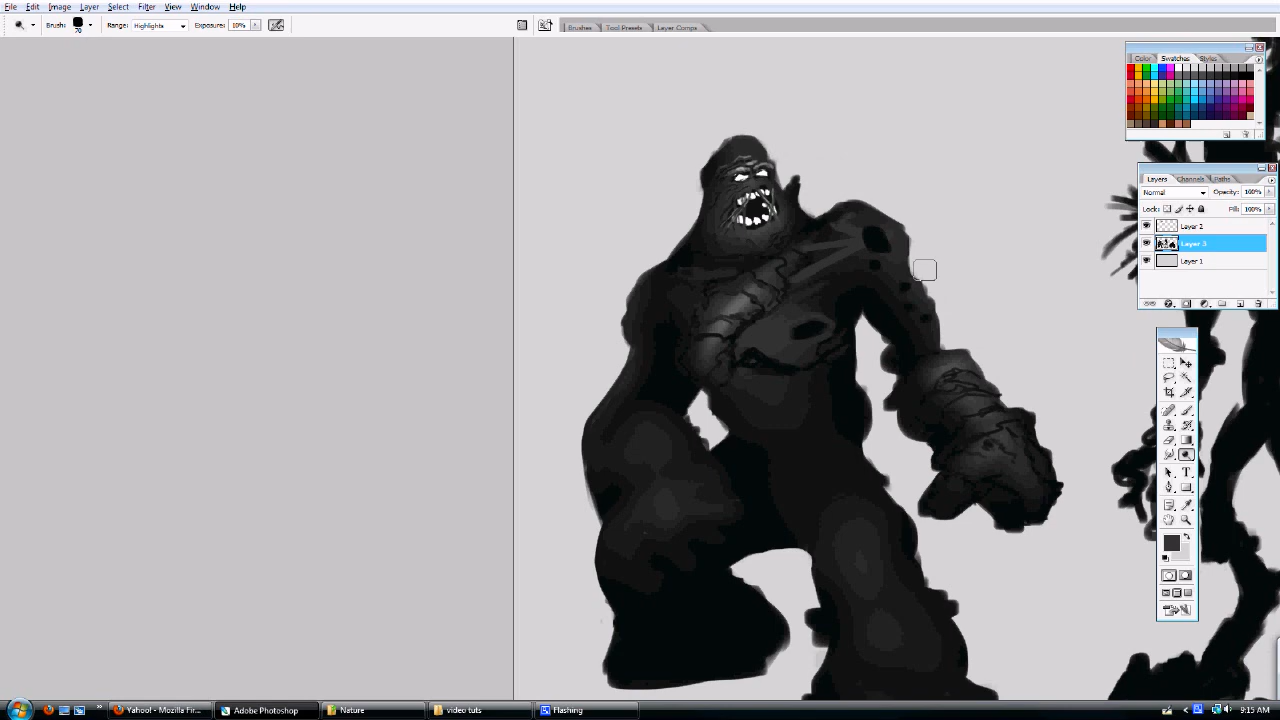 File Edit Image Layer Select Filter View Window Help
Brush: 70 Range: Highlights Exposure: 10%
Brushes Tool Presets Layer Comps
Color Swatches Styles
Layers Channels Paths
Normal Opacity: 100%
Lock: Fill: 100%
Layer 2
Layer 3
Layer 1
T
Yahoo! - Mozilla Fir... Adobe Photoshop Nature video tuts Flashing 9:15 AM